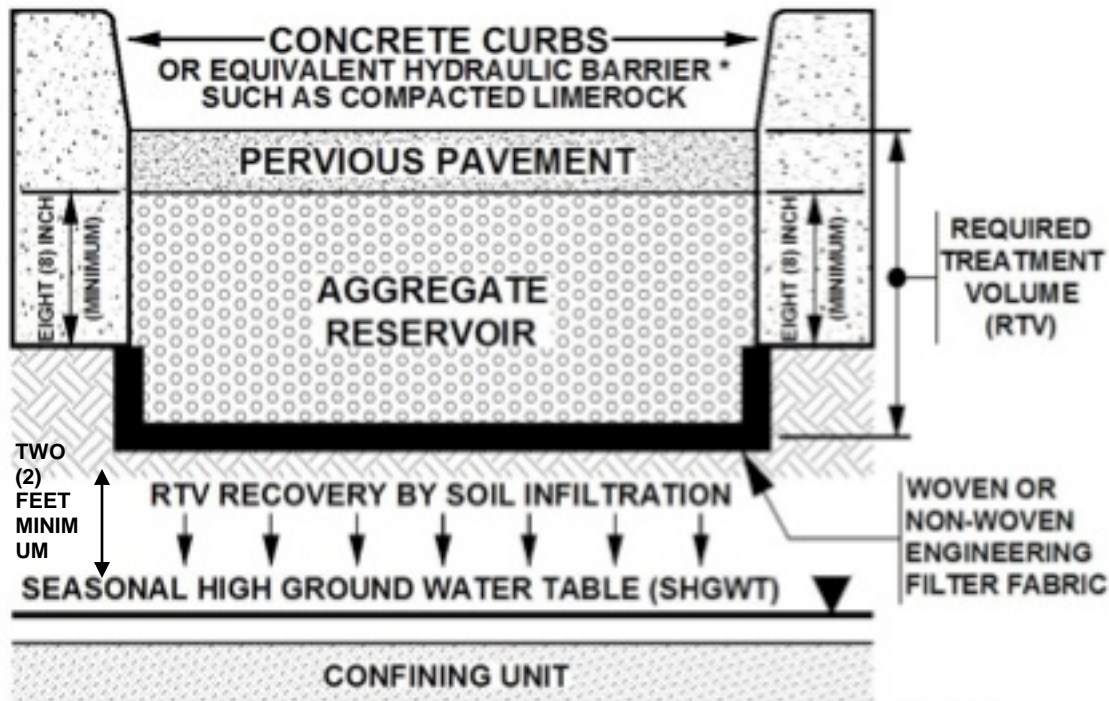 CONCRETE CURBS
OR EQUIVALENT HYDRAULIC BARRIER *
SUCH AS COMPACTED LIMEROCK
PERVIOUS PAVEMENT
EIGHT (8) INCH
(MINIMUM)
AGGREGATE
RESERVOIR
EIGHT (8) INCH
(MINIMUM)
REQUIRED
TREATMENT
VOLUME
(RTV)
TWO
(2)
FEET
MINIM
UM
RTV RECOVERY BY SOIL INFILTRATION
WOVEN OR
NON-WOVEN
ENGINEERING
FILTER FABRIC
SEASONAL HIGH GROUND WATER TABLE (SHGWT)
CONFINING UNIT